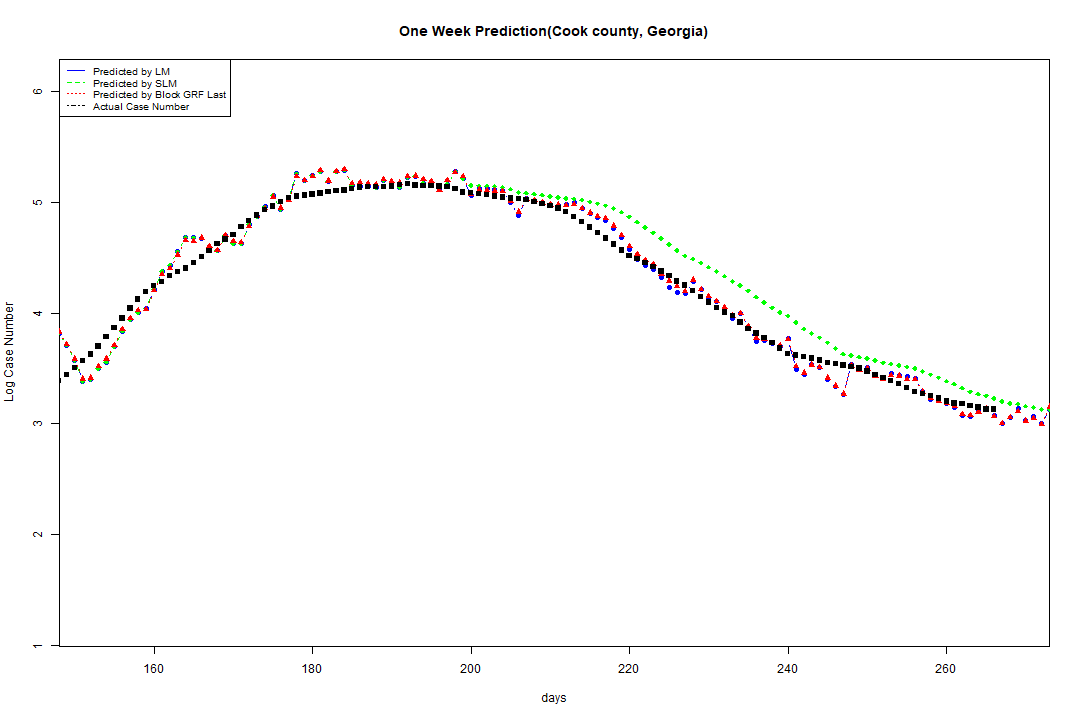 One Week Prediction(Cook county, Georgia)
Predicted by LM
Predicted by SLM
Predicted by Block GRF Last
Actual Case Number
6
5
4
3
2
1
Log Case Number
160 180 200 220 240 260
days